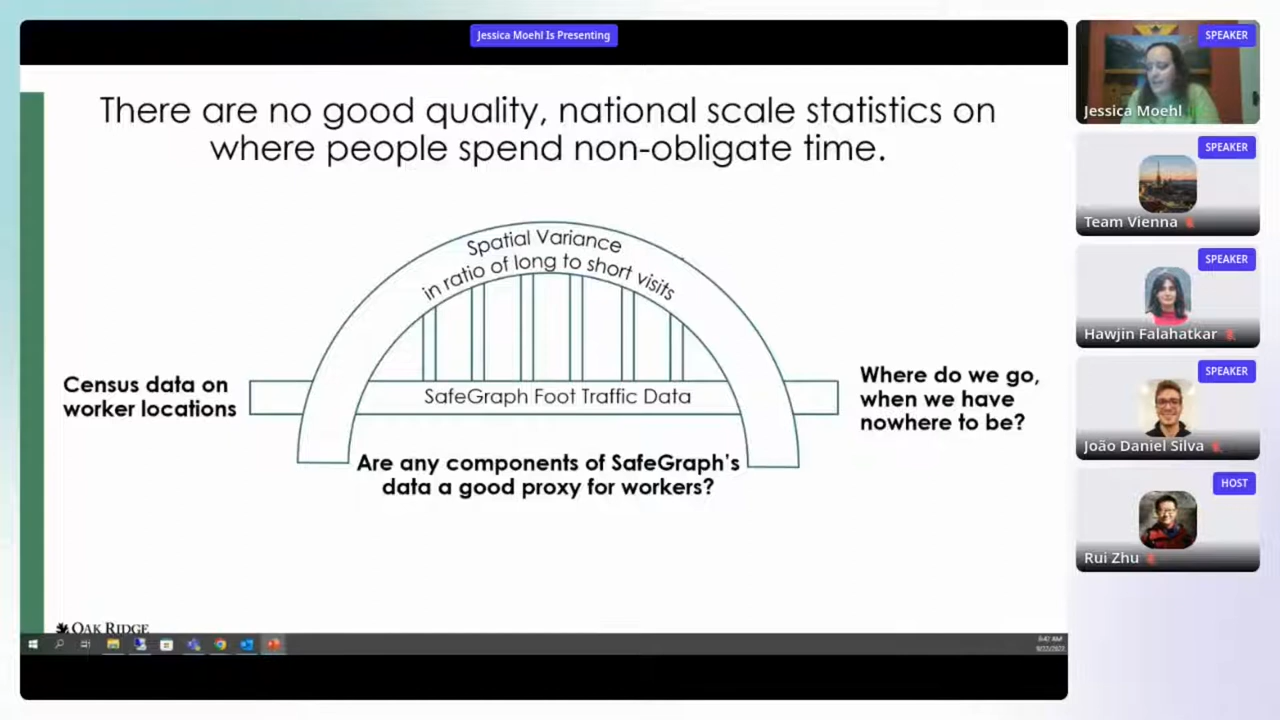 Jessica Moehl Is Presenting
There are no good quality, national scale statistics on
where people spend non-obligate time.
Spatial Variance
in ratio of long to short visits
Census data on
worker locations
SafeGraph Foot Traffic Data
Where do we go,
when we have
nowhere to be?
Are any components of SafeGraph's
data a good proxy for workers?
OAK RIDGE
SPEAKER
Jessica Moehl
SPEAKER
Team Vienna
SPEAKER
Hawjin Falahatkar
SPEAKER
João Daniel Silva
HOST
Rui Zhu